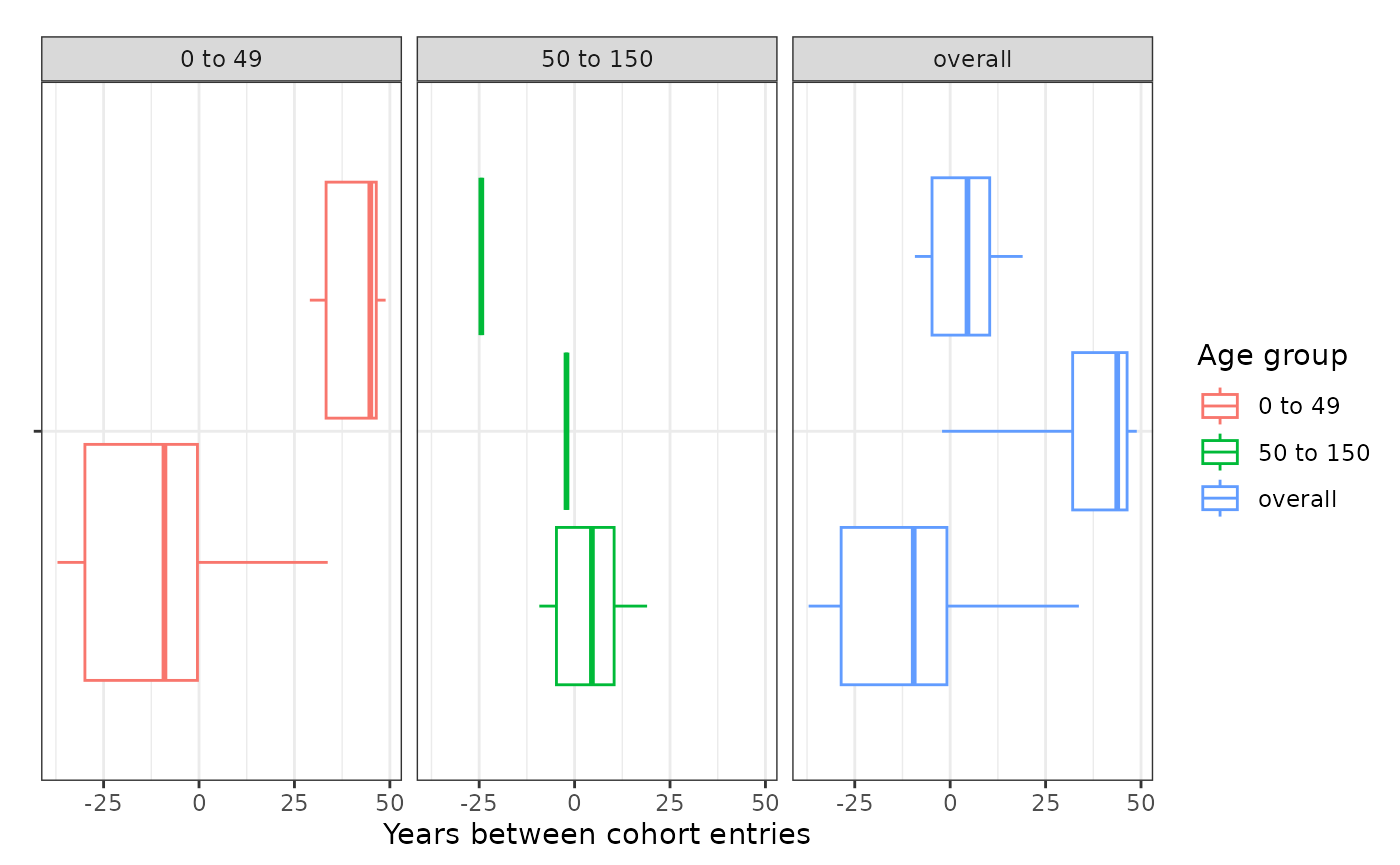 0 to 49 50 to 150 overall
Age group
0 to 49
50 to 150
overall
-25 0 25 50 -25 0 25 50 -25 0 25 50
Years between cohort entries